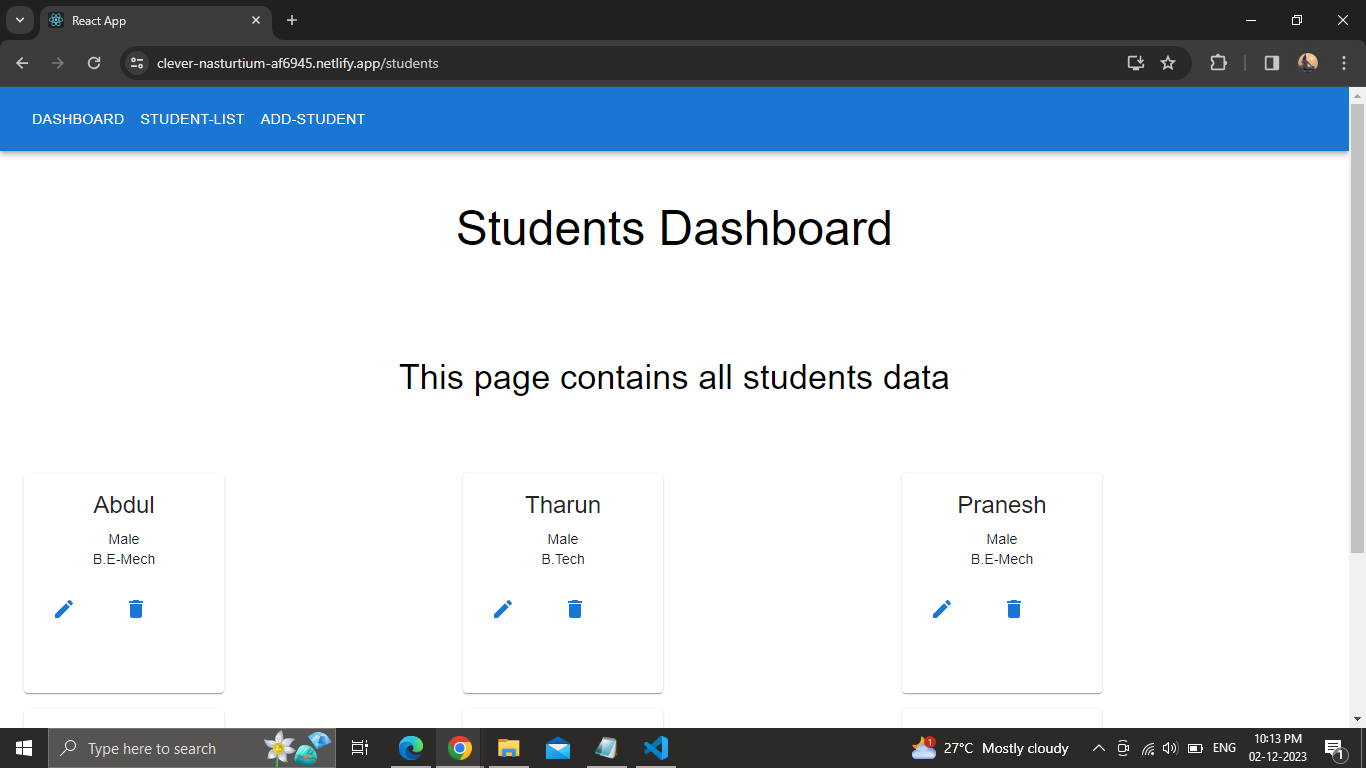 React App
clever-nasturtium-af6945.netlify.app/students
DASHBOARD STUDENT-LIST ADD-STUDENT
Students Dashboard
This page contains all students data
Abdul
Male
B.E-Mech
Tharun
Male
B.Tech
Pranesh
Male
B.E-Mech
Type here to search
1
27°C Mostly cloudy
ENG
10:13 PM
02-12-2023
1